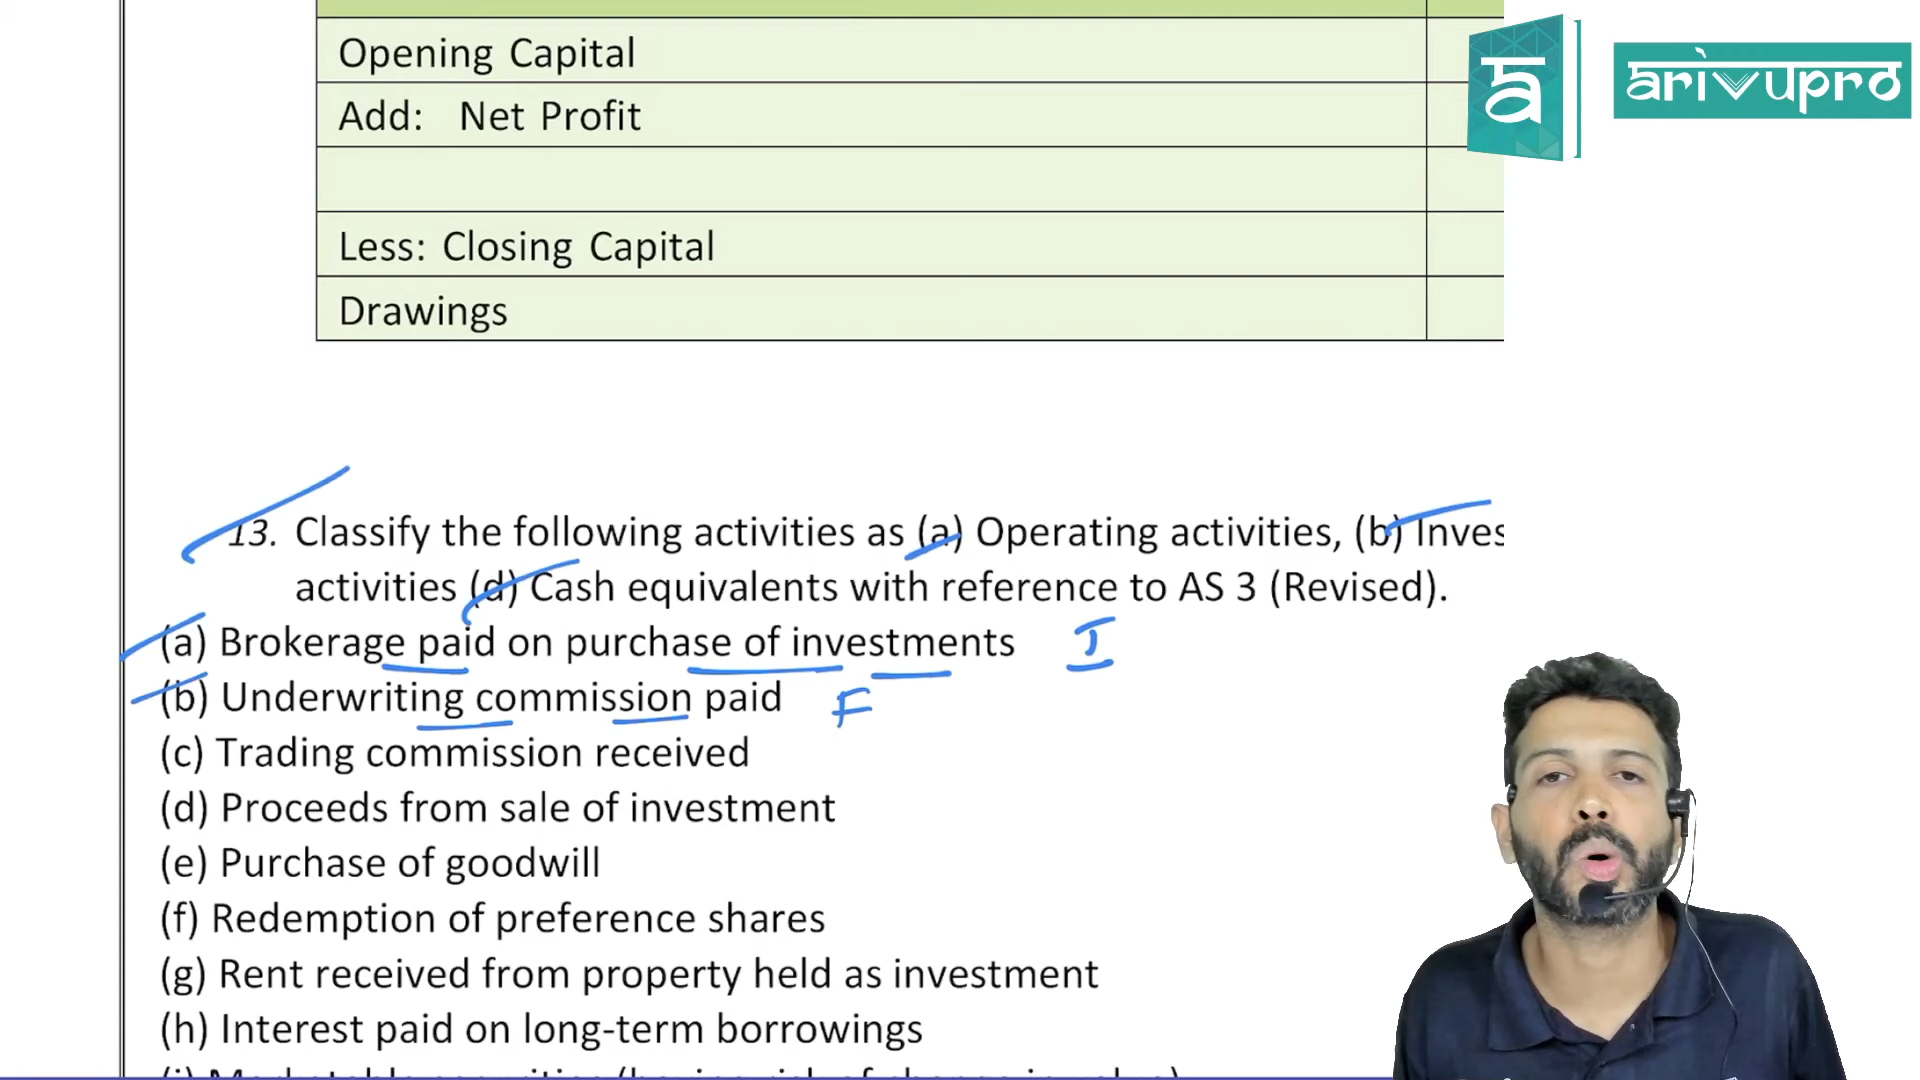 Opening Capital
Add: Net Profit
Less: Closing Capital
Drawings
a
arivupro
13. Classify the following activities as (a) Operating activities, (b) Inves
activities (d) Cash equivalents with reference to AS 3 (Revised).
(a) Brokerage paid on purchase of investments I
(b) Underwriting commission paid F
(c) Trading commission received
(d) Proceeds from sale of investment
(e) Purchase of goodwill
(f) Redemption of preference shares
(g) Rent received from property held as investment
(h) Interest paid on long-term borrowings